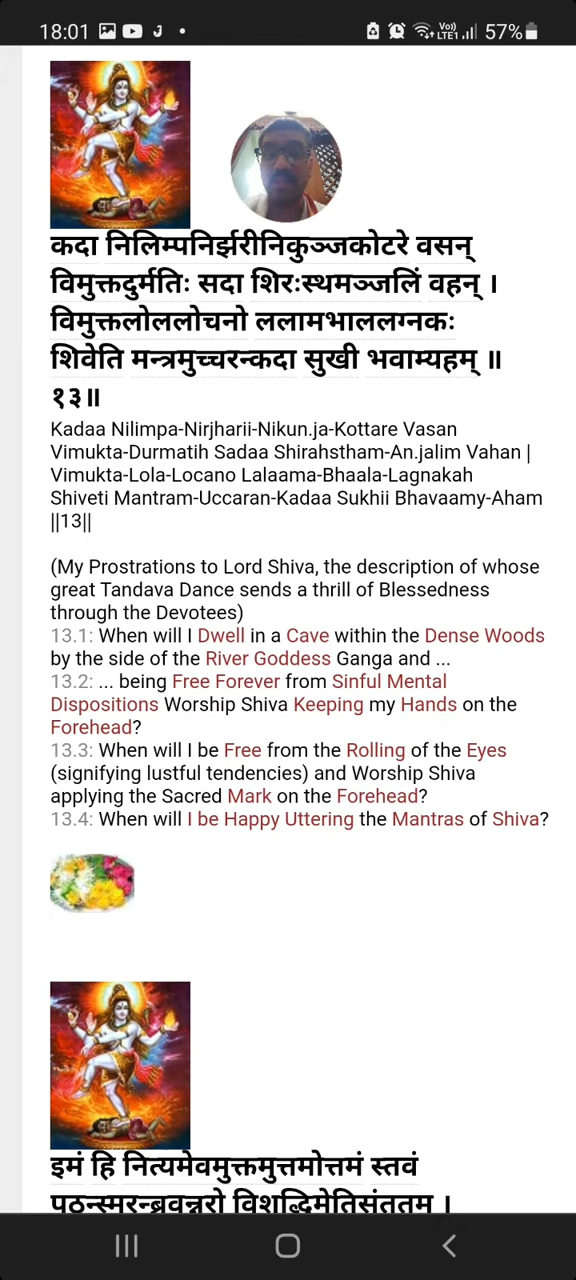 18:01
Vo))
LTE1
57%
कदा निलिम्पनिर्झरीनिकुञ्जकोटरे वसन्
विमुक्तदुर्मतिः सदा शिरःस्थमञ्जलिं वहन् ।
विमुक्तलोललोचनो ललामभाललग्नकः
शिवेति मन्त्रमुच्चरन्कदा सुखी भवाम्यहम् ॥
१३॥
Kadaa Nilimpa-Nirjharii-Nikun.ja-Kottare Vasan
Vimukta-Durmatih Sadaa Shirahstham-An.jalim Vahan |
Vimukta-Lola-Locano Lalaama-Bhaala-Lagnakah
Shiveti Mantram-Uccaran-Kadaa Sukhii Bhavaamy-Aham
||13||
(My Prostrations to Lord Shiva, the description of whose
great Tandava Dance sends a thrill of Blessedness
through the Devotees)
13.1: When will I Dwell in a Cave within the Dense Woods
by the side of the River Goddess Ganga and ...
13.2: ... being Free Forever from Sinful Mental
Dispositions Worship Shiva Keeping my Hands on the
Forehead?
13.3: When will I be Free from the Rolling of the Eyes
(signifying lustful tendencies) and Worship Shiva
applying the Sacred Mark on the Forehead?
13.4: When will I be Happy Uttering the Mantras of Shiva?
इमं हि नित्यमेवमुक्तमुत्तमोत्तमं स्तवं
पठन्स्मरन्ब्रुवन्नरो विशुद्धिमेतिसंततम् ।